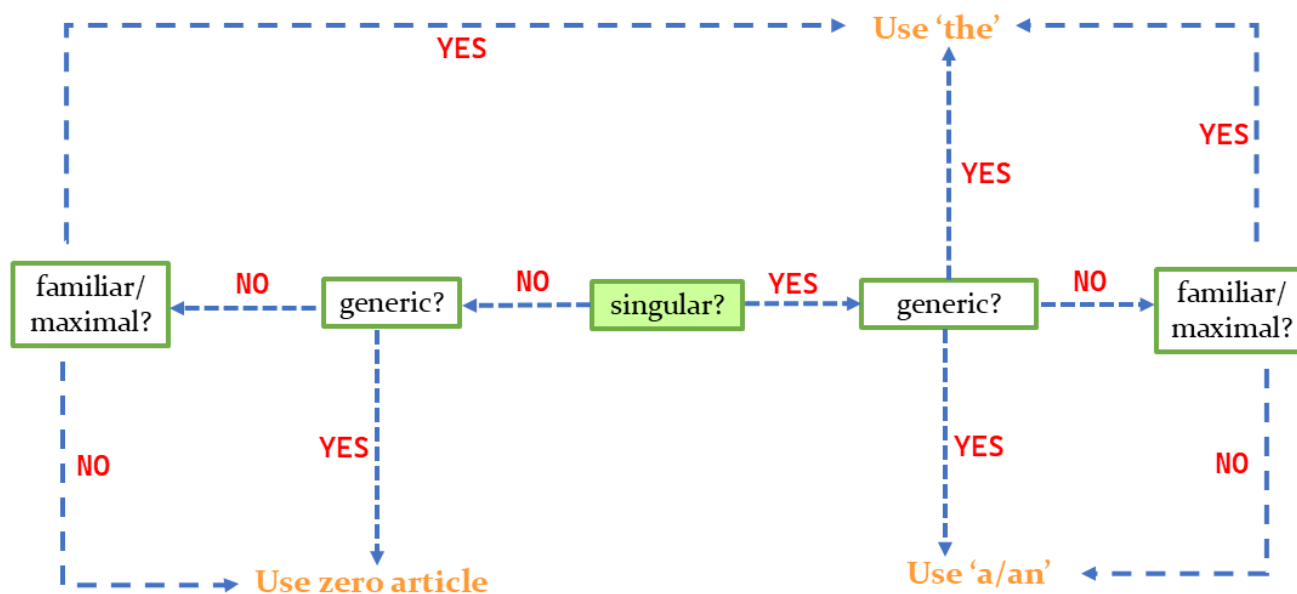 Use ‘the’
YES
YES
YES
familiar/
maximal?
NO
generic?
NO
singular?
YES
generic?
NO
familiar/
maximal?
YES
NO
YES
NO
Use zero article
Use ‘a/an’